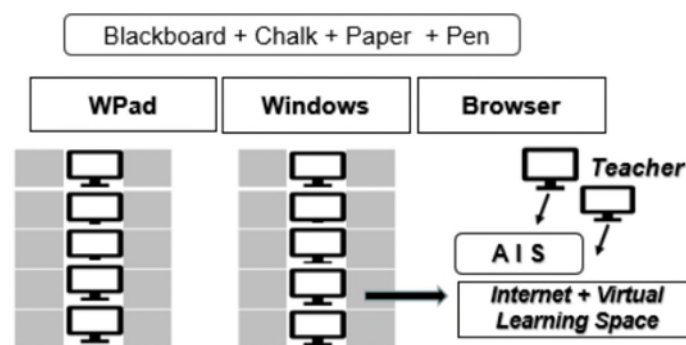 Blackboard + Chalk + Paper + Pen
WPad
Windows
Browser
Teacher
A I S
Internet + Virtual
Learning Space